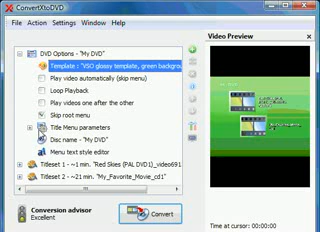 ConvertXtoDVD
File Action Settings Window Help
DVD Options - "My DVD"
Template : "VSO glossy template, green backgroun
Play video automatically (skip menu)
Loop Playback
Play videos one after the other
Skip root menu
Title Menu parameters
Disc name - "My DVD"
Menu text style editor
Titleset 1 - ~1 min. "Red Skies (PAL DVD1)_video691
Titleset 2 - ~21 min. "My_Favorite_Movie_cd1"
Conversion advisor
Excellent
Convert
Video Preview
Time at cursor: 00:00:00